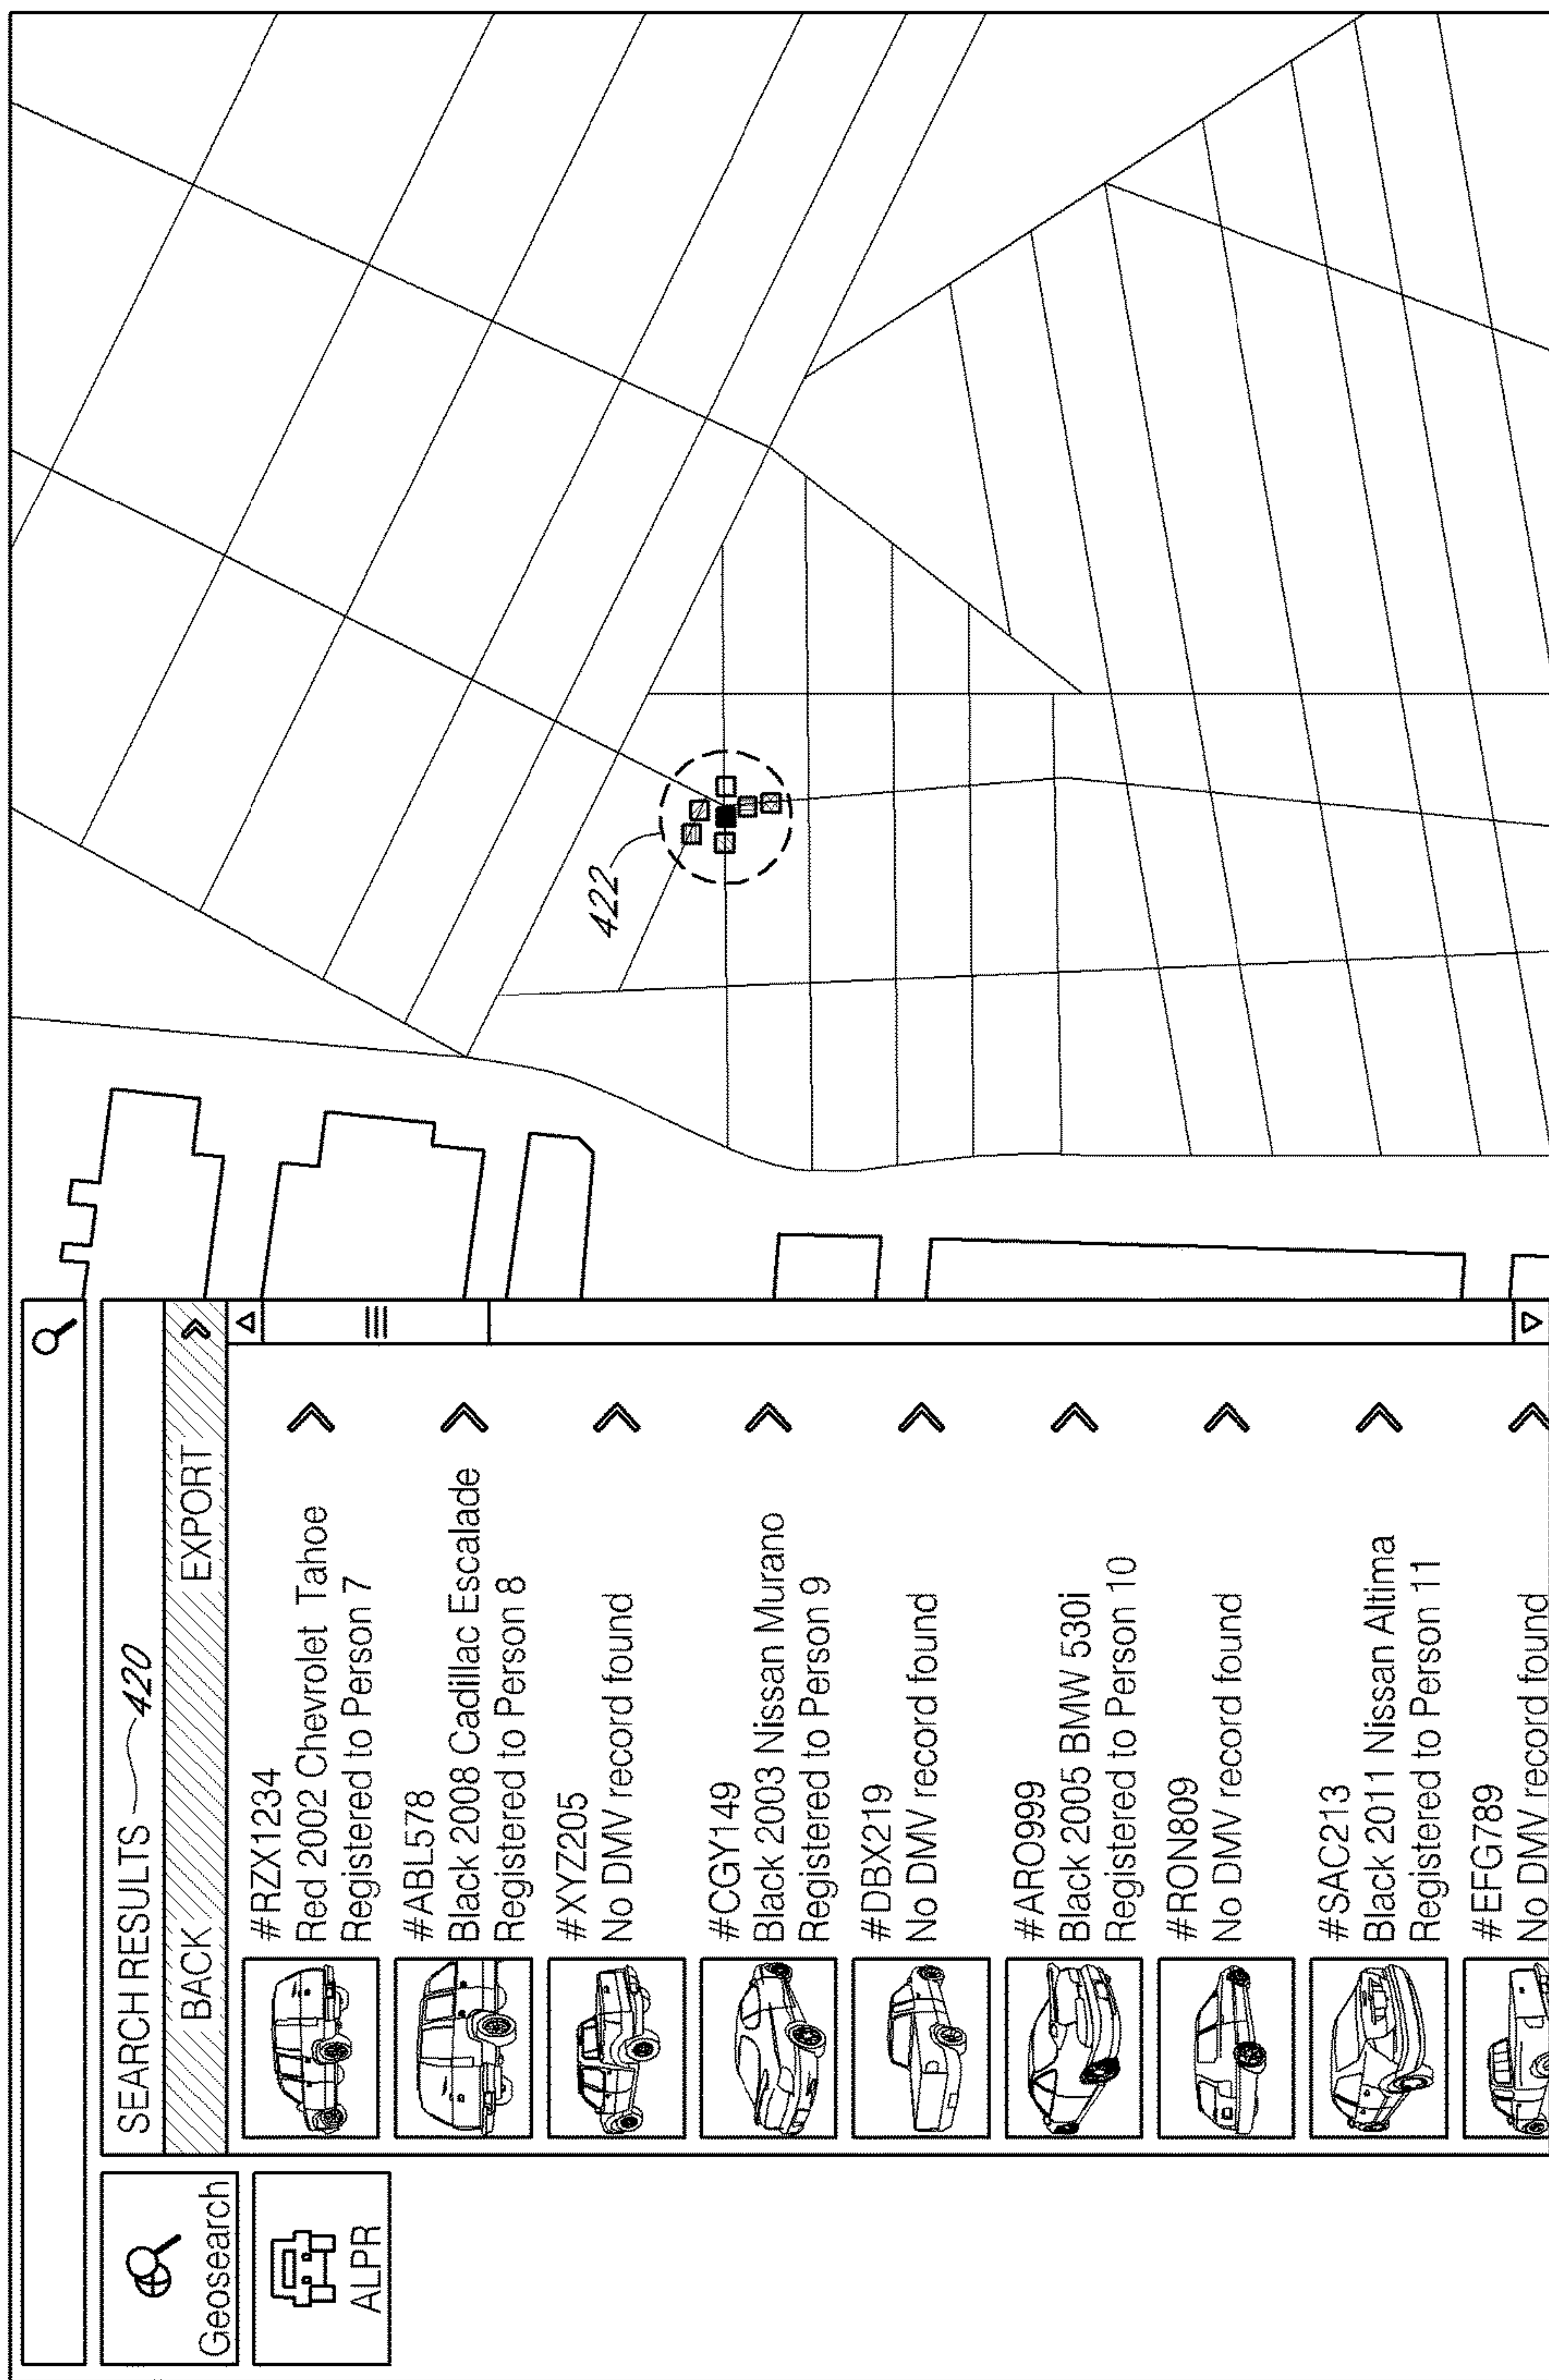 Geosearch
ALPR
SEARCH RESULTS 420
BACK EXPORT
#RZX1234
Red 2002 Chevrolet Tahoe
Registered to Person 7
#ABL578
Black 2008 Cadillac Escalade
Registered to Person 8
#XYZ205
No DMV record found
#CGY149
Black 2003 Nissan Murano
Registered to Person 9
#DBX219
No DMV record found
#ARO999
Black 2005 BMW 530i
Registered to Person 10
#RON809
No DMV record found
#SAC213
Black 2011 Nissan Altima
Registered to Person 11
#EFG789
No DMV record found
422